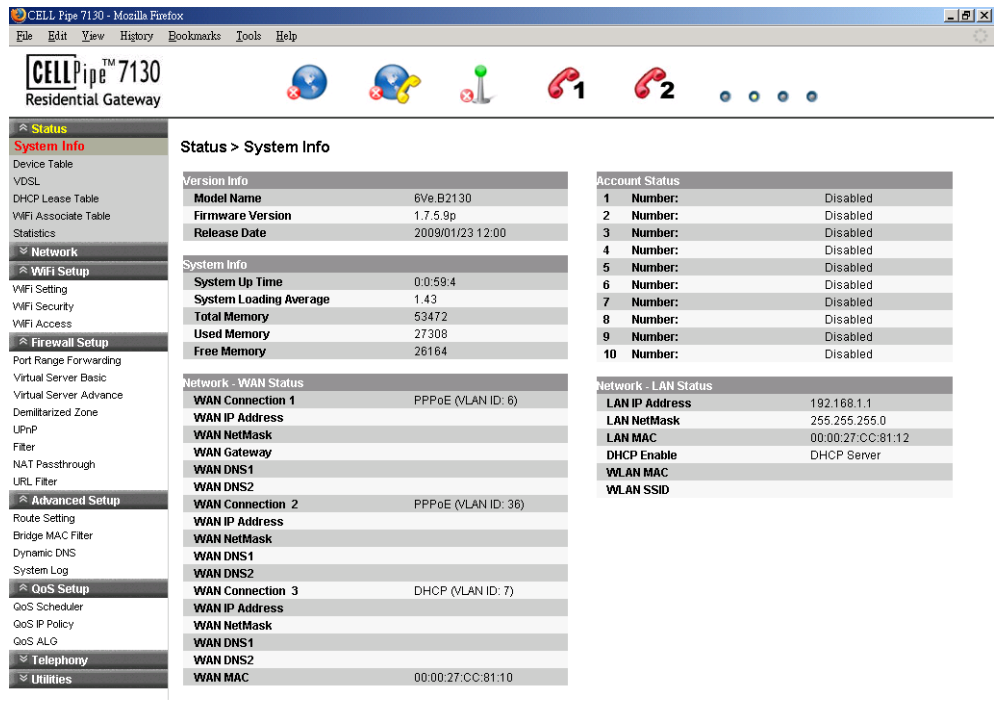 CELL Pipe 7130 - Mozilla Firefox
File Edit View History Bookmarks Tools Help
CELLPipe™ 7130
Residential Gateway
1
2
Status
System Info
Device Table
VDSL
DHCP Lease Table
WiFi Associate Table
Statistics
Network
WiFi Setup
WiFi Setting
WiFi Security
WiFi Access
Firewall Setup
Port Range Forwarding
Virtual Server Basic
Virtual Server Advance
Demilitarized Zone
UPnP
Filter
NAT Passthrough
URL Filter
Advanced Setup
Route Setting
Bridge MAC Filter
Dynamic DNS
System Log
QoS Setup
QoS Scheduler
QoS IP Policy
QoS ALG
Telephony
Utilities
Status > System Info
Version Info
Model Name 6Ve.B2130
Firmware Version 1.7.5.9p
Release Date 2009/01/23 12:00
System Info
System Up Time 0:0:59:4
System Loading Average 1.43
Total Memory 53472
Used Memory 27308
Free Memory 26164
Network - WAN Status
WAN Connection 1 PPPoE (VLAN ID: 6)
WAN IP Address
WAN NetMask
WAN Gateway
WAN DNS1
WAN DNS2
WAN Connection 2 PPPoE (VLAN ID: 36)
WAN IP Address
WAN NetMask
WAN DNS1
WAN DNS2
WAN Connection 3 DHCP (VLAN ID: 7)
WAN IP Address
WAN NetMask
WAN DNS1
WAN DNS2
WAN MAC 00:00:27:CC:81:10
Account Status
1 Number: Disabled
2 Number: Disabled
3 Number: Disabled
4 Number: Disabled
5 Number: Disabled
6 Number: Disabled
7 Number: Disabled
8 Number: Disabled
9 Number: Disabled
10 Number: Disabled
Network - LAN Status
LAN IP Address 192.168.1.1
LAN NetMask 255.255.255.0
LAN MAC 00:00:27:CC:81:12
DHCP Enable DHCP Server
WLAN MAC
WLAN SSID